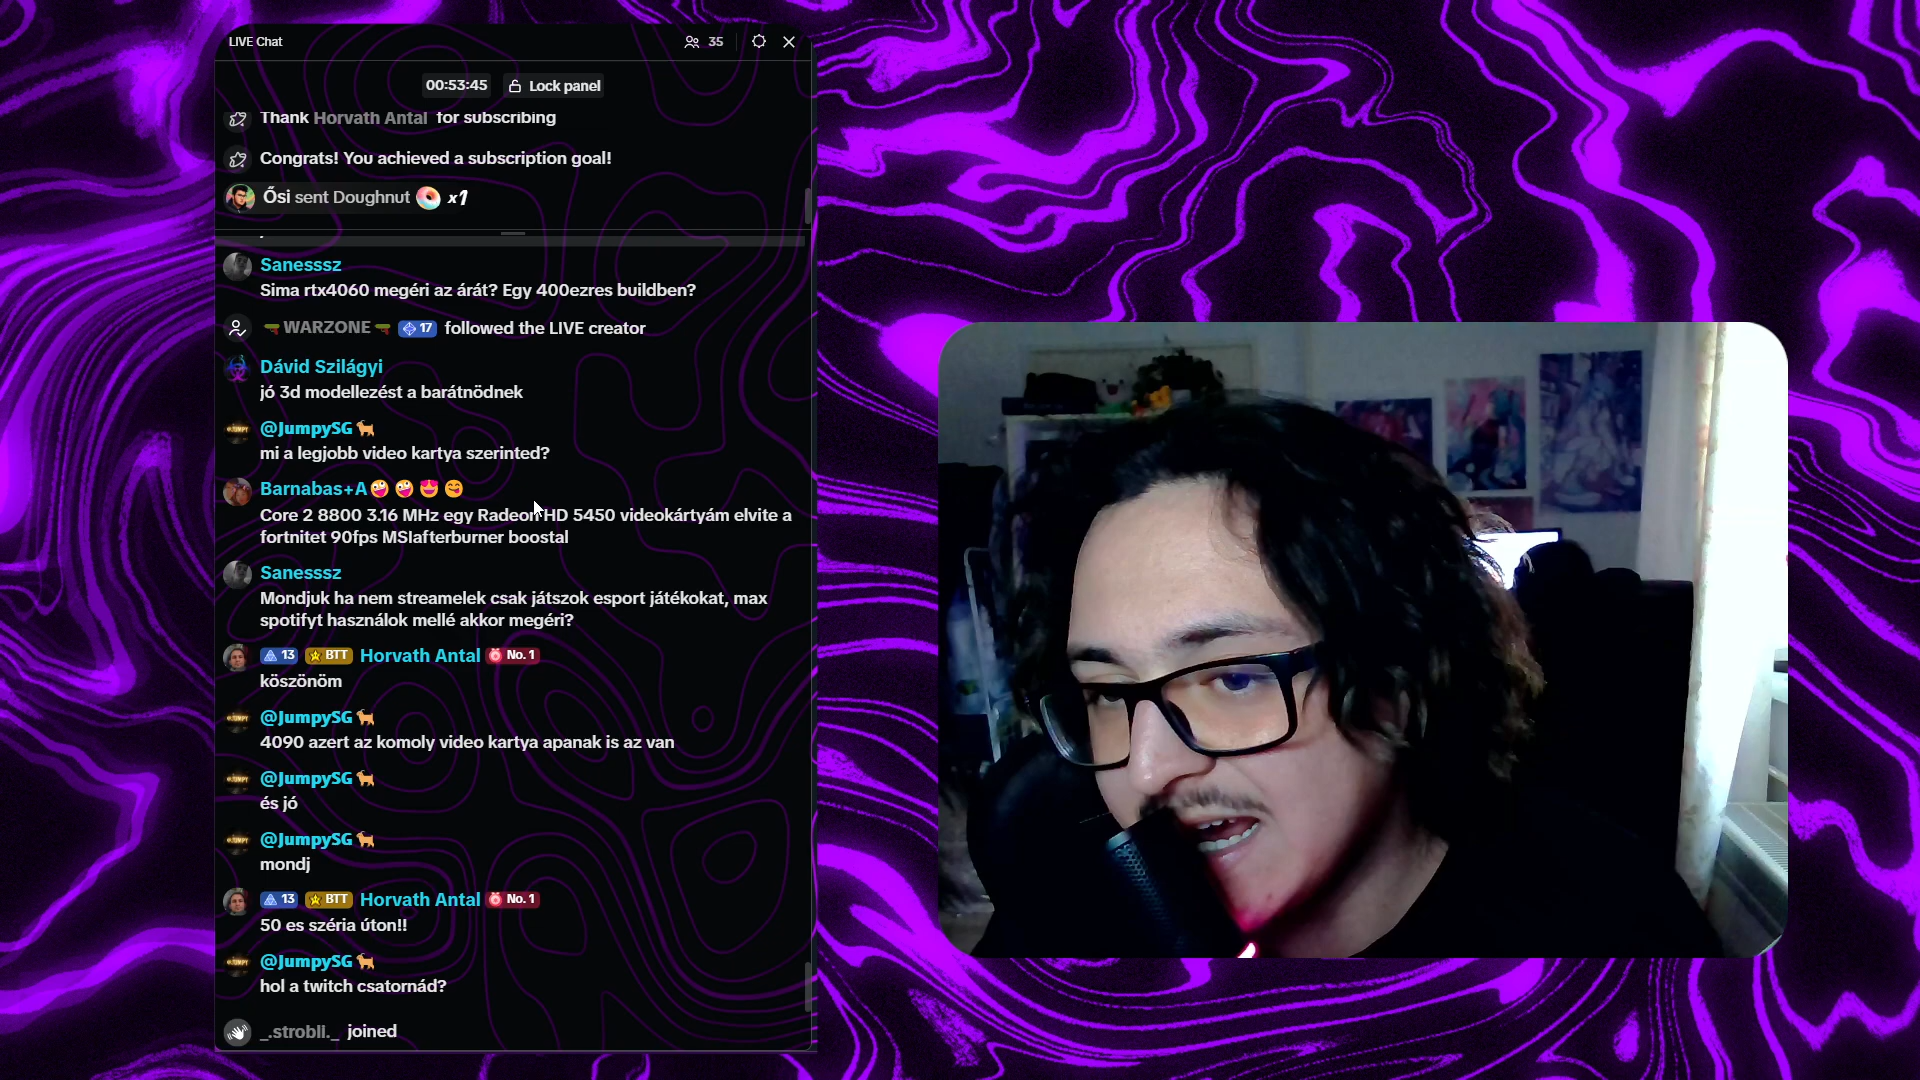 LIVE Chat
35
00:53:45
Lock panel
Thank Horvath Antal for subscribing
Congrats! You achieved a subscription goal!
Ősi sent Doughnut x1
Sanesssz
Sima rtx4060 megéri az árát? Egy 400ezres buildben?
WARZONE 17 followed the LIVE creator
Dávid Szilágyi
jó 3d modellezést a barátnödnek
@JumpySG
mi a legjobb video kartya szerinted?
Barnabas+A
Core 2 8800 3.16 MHz egy Radeon HD 5450 videokártyám elvite a
fortnitet 90fps MSIafterburner boostal
Sanesssz
Mondjuk ha nem streamelek csak játszok esport játékokat, max
spotifyt használok mellé akkor megéri?
13 BTT Horvath Antal No. 1
köszönöm
@JumpySG
4090 azert az komoly video kartya apanak is az van
@JumpySG
és jó
@JumpySG
mondj
13 BTT Horvath Antal No. 1
50 es széria úton!!
@JumpySG
hol a twitch csatornád?
_.strobll._ joined